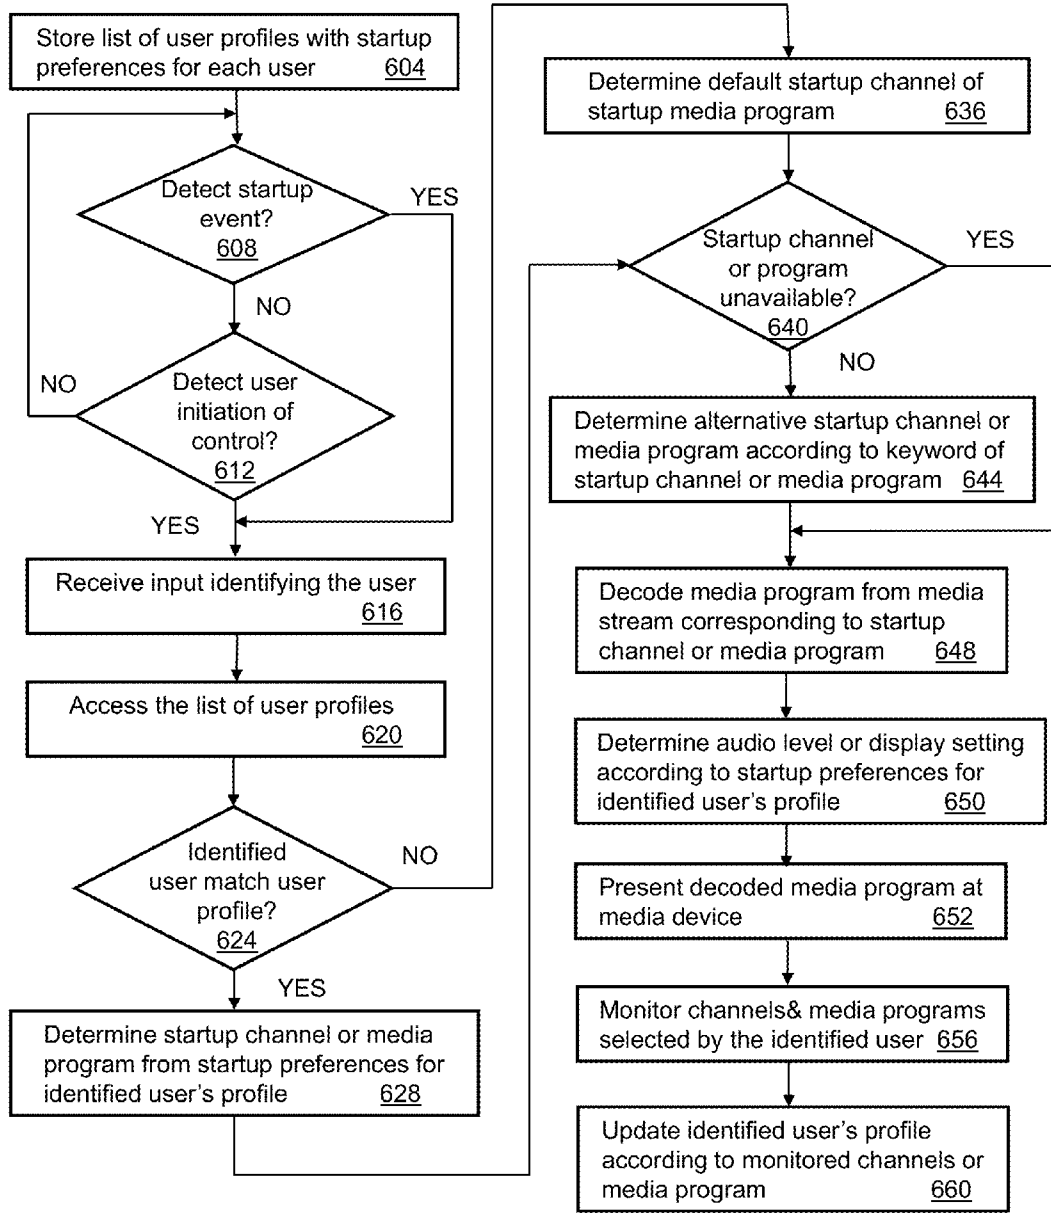 Store list of user profiles with startup
preferences for each user 604
Detect startup
event?
608
YES
NO
Detect user
initiation of
control?
612
NO
YES
Receive input identifying the user
616
Access the list of user profiles
620
Identified
user match user
profile?
624
NO
YES
Determine startup channel or media
program from startup preferences for
identified user's profile 628
Determine default startup channel of
startup media program 636
Startup channel
or program
unavailable?
640
YES
NO
Determine alternative startup channel or
media program according to keyword of
startup channel or media program 644
Decode media program from media
stream corresponding to startup
channel or media program 648
Determine audio level or display setting
according to startup preferences for
identified user's profile 650
Present decoded media program at
media device 652
Monitor channels& media programs
selected by the identified user 656
Update identified user's profile
according to monitored channels or
media program 660